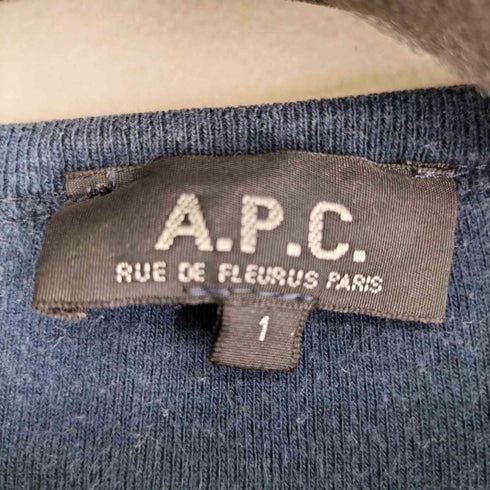 A.P.C.
RUE DE FLEURUS PARIS
1